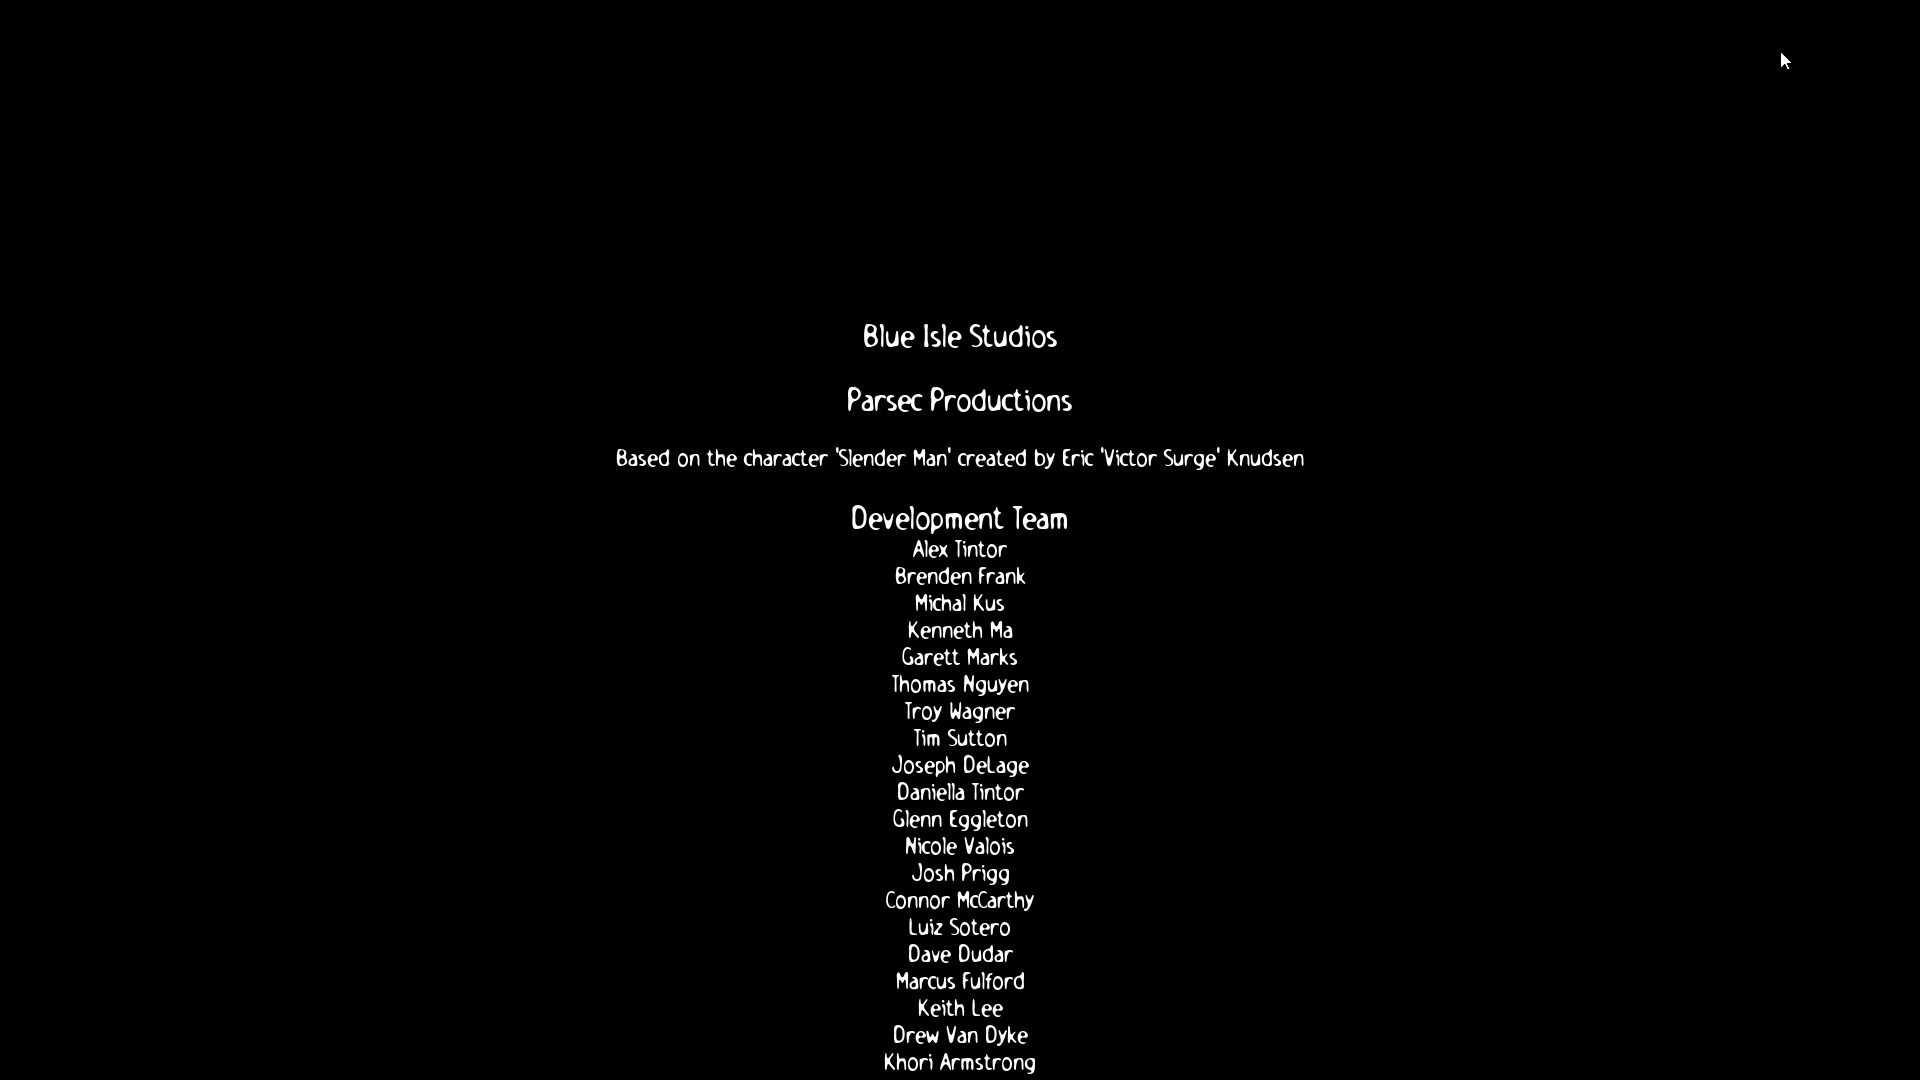 Blue Isle Studios
Parsec Productions
Based on the character 'Slender Man' created by Eric 'Victor Surge' Knudsen
Development Team
Alex Tintor
Brenden Frank
Michal Kus
Kenneth Ma
Garett Marks
Thomas Nguyen
Troy Wagner
Tim Sutton
Joseph DeLage
Daniella Tintor
Glenn Eggleton
Nicole Valois
Josh Prigg
Connor McCarthy
Luiz Sotero
Dave Dudar
Marcus Fulford
Keith Lee
Drew Van Dyke
Khori Armstrong